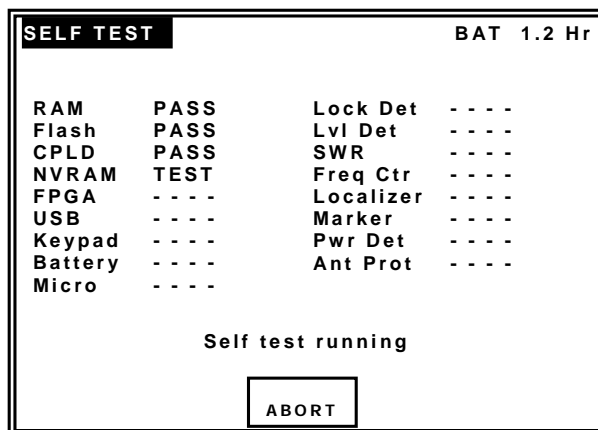 SELF TEST BAT 1.2 Hr
RAM PASS Lock Det - - - -
Flash PASS Lvl Det - - - -
CPLD PASS SWR - - - -
NVRAM TEST Freq Ctr - - - -
FPGA - - - - Localizer - - - -
USB - - - - Marker - - - -
Keypad - - - - Pwr Det - - - -
Battery - - - - Ant Prot - - - -
Micro - - - -
Self test running
ABORT